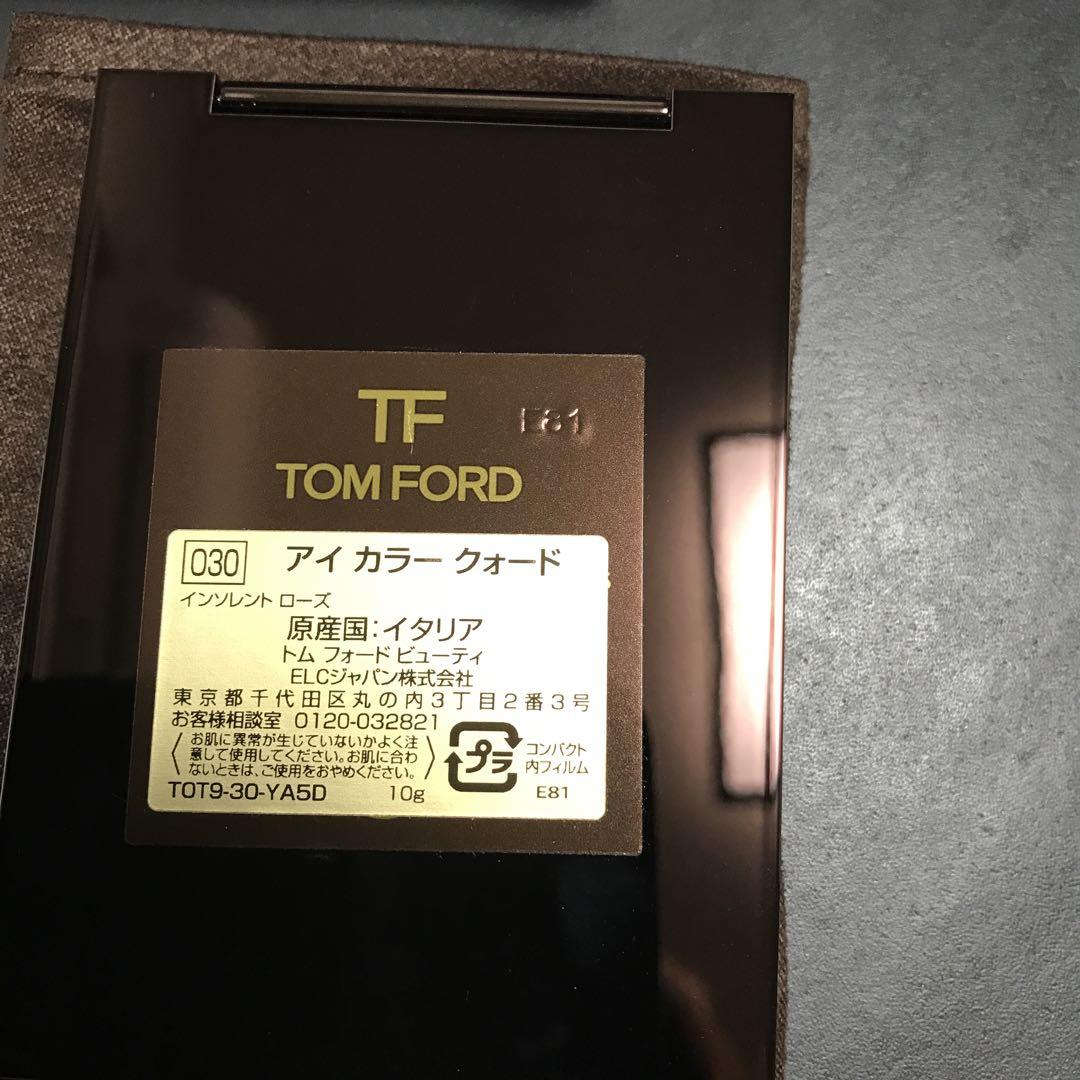 TF
E81
TOM FORD
030 アイ カラー クォード
インソレント ローズ
原産国:イタリア
トム フォード ビューティ
ELCジャパン株式会社
東京都千代田区丸の内3丁目2番3号
お客様相談室 0120-032821
〈お肌に異常が生じていないかよく注
意して使用してください。お肌に合わ
ないときは、ご使用をおやめください。〉
プラ
コンパクト
内フィルム
T0T9-30-YA5D 10g E81